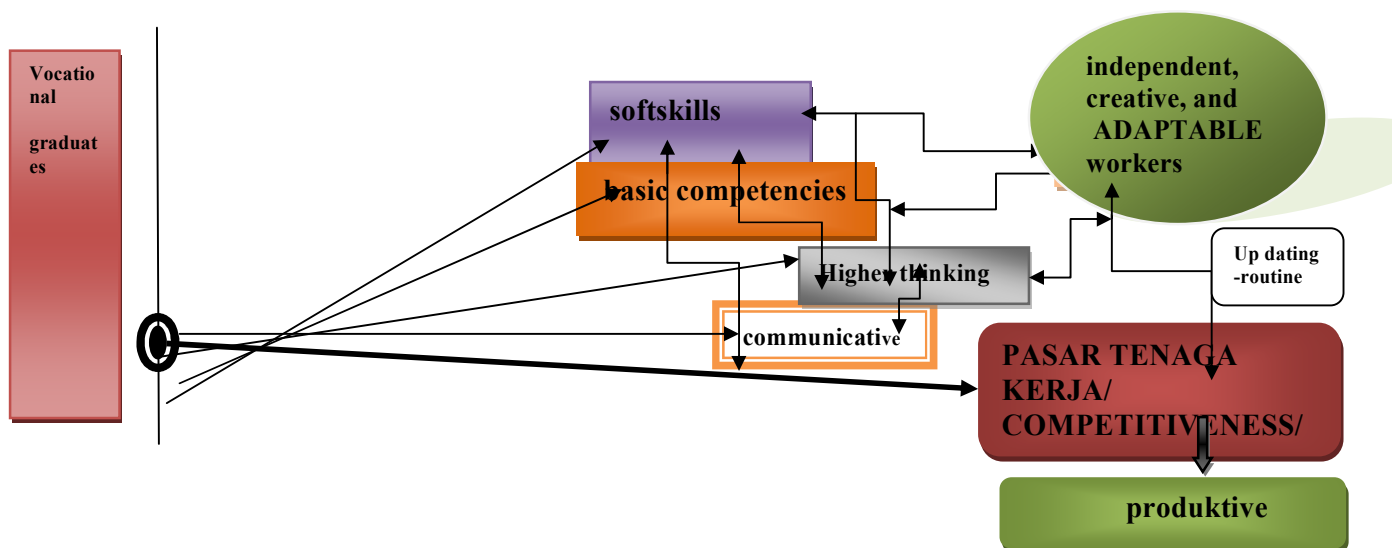 Vocatio
nal
graduat
es
softskills
basic competencies
Higher thinking
communicative
independent,
creative, and
ADAPTABLE
workers
Up dating
-routine
PASAR TENAGA
KERJA/
COMPETITIVENESS/
produktive